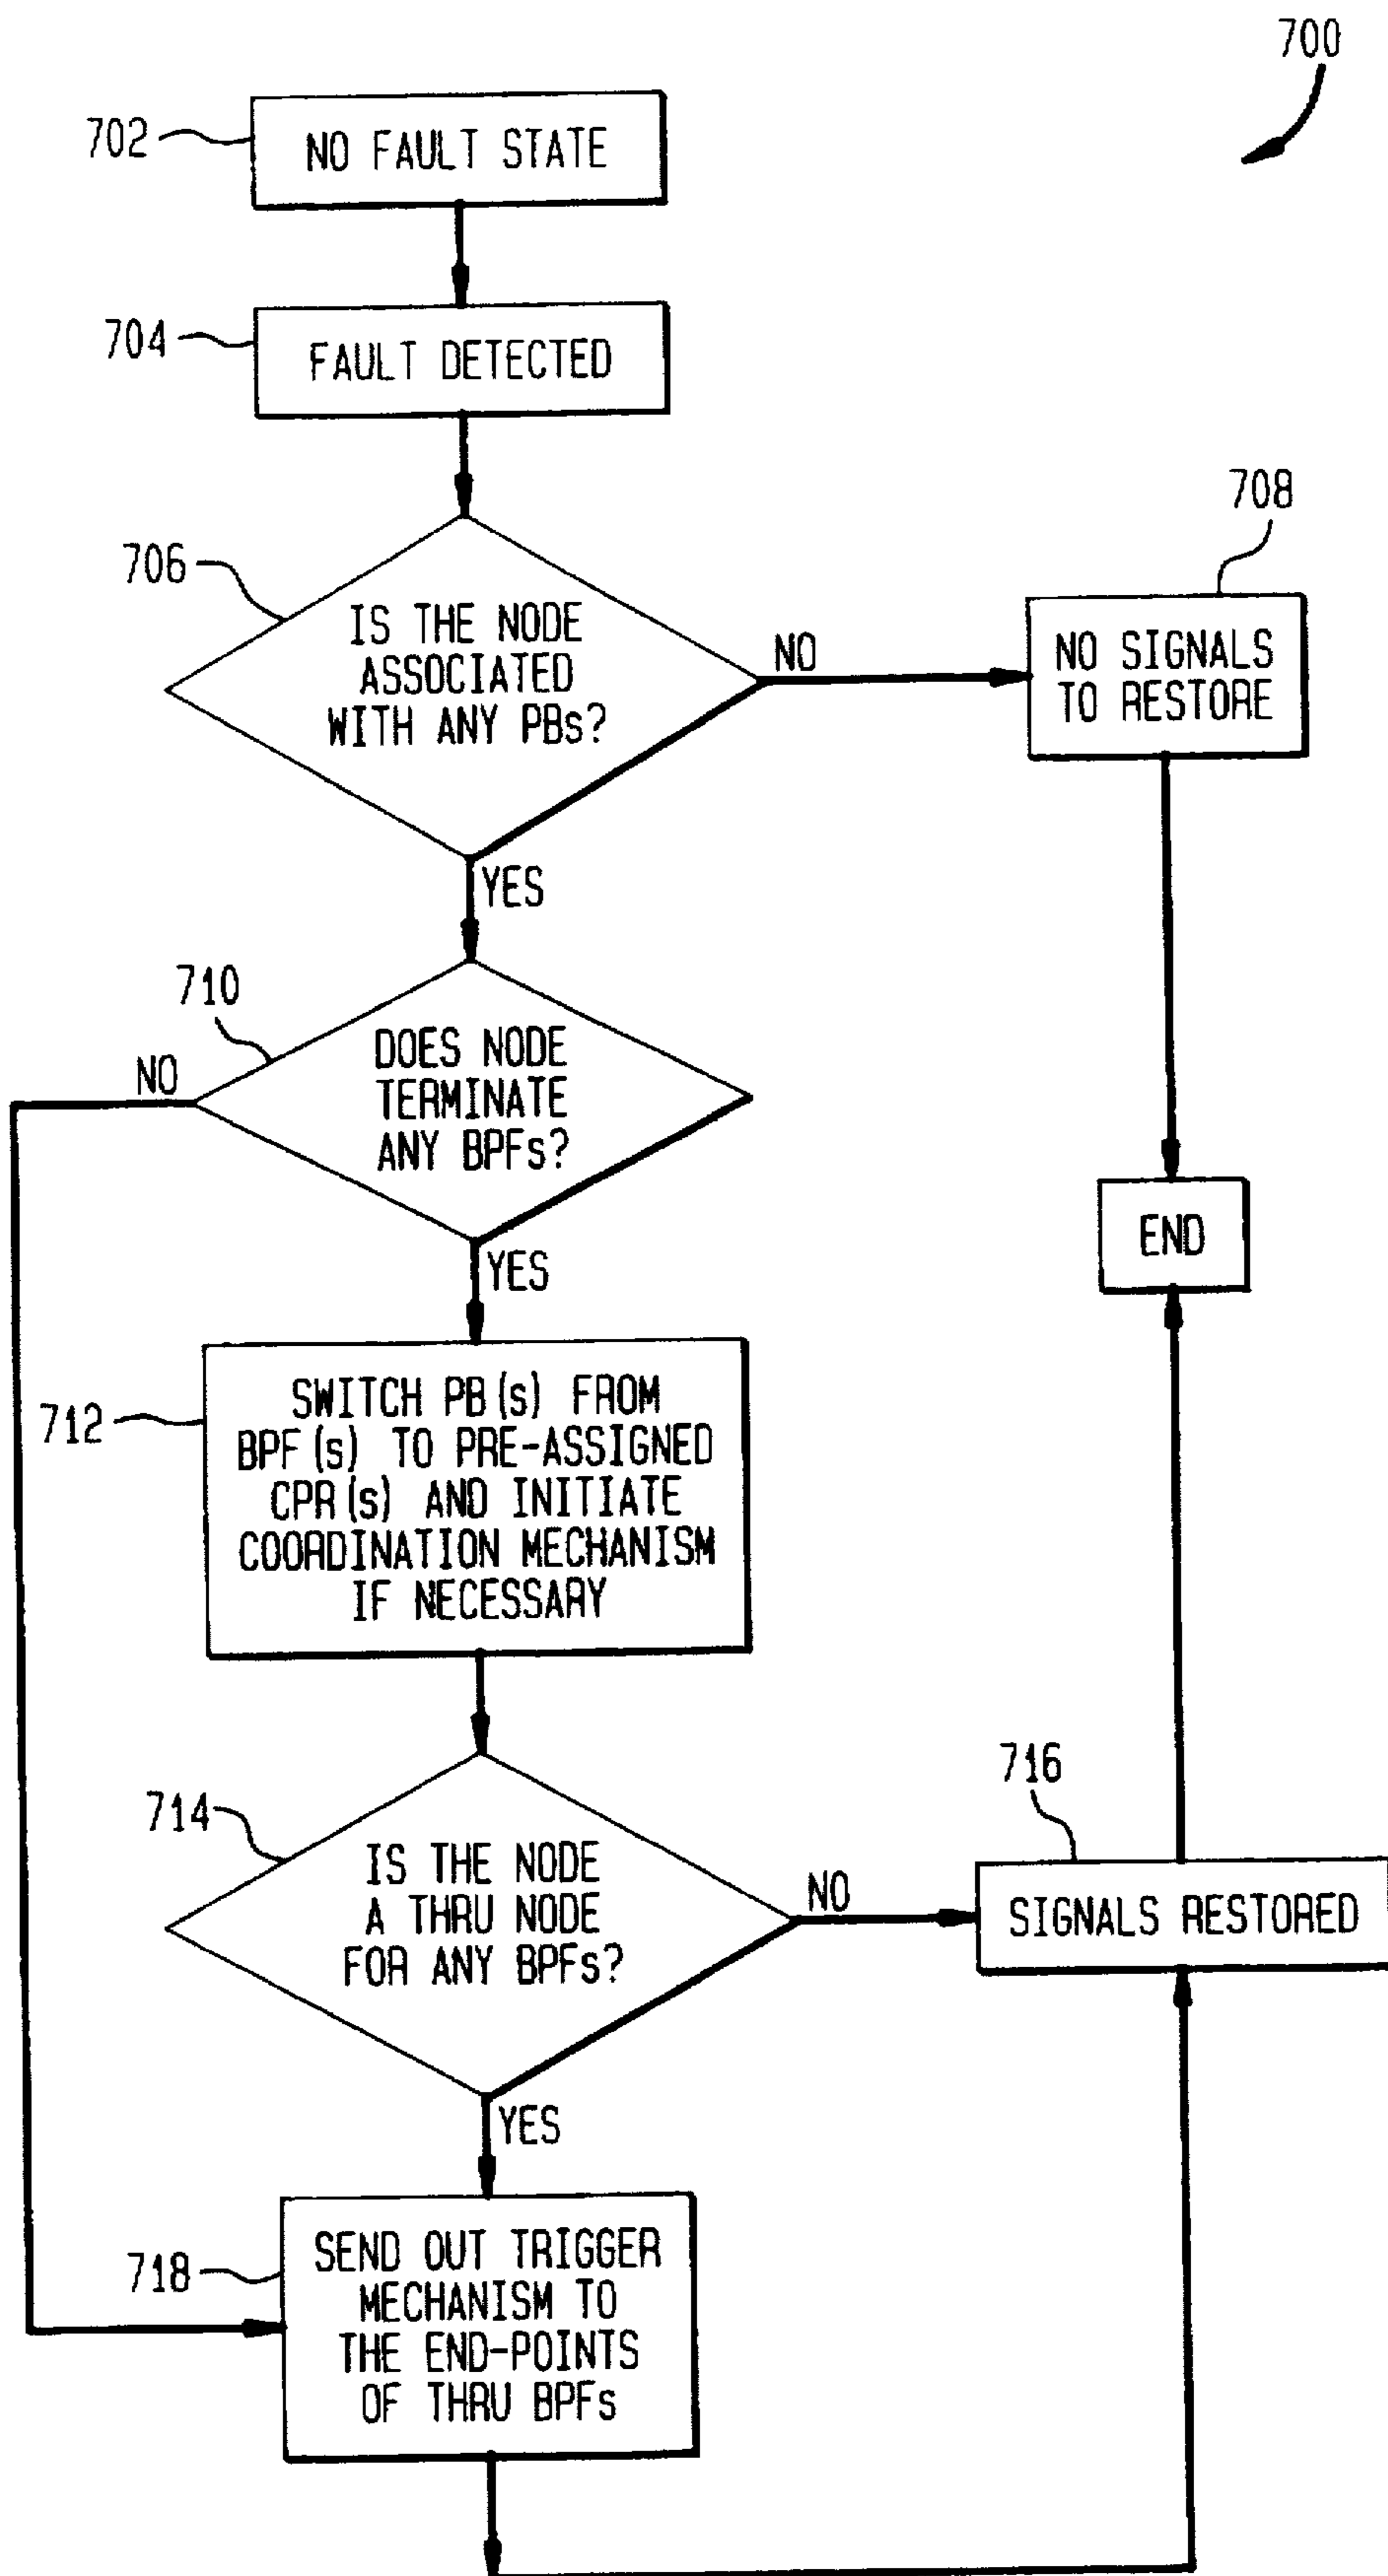 700
702
NO FAULT STATE
704
FAULT DETECTED
706
IS THE NODE
ASSOCIATED
WITH ANY PBs?
NO
708
NO SIGNALS
TO RESTORE
YES
710
DOES NODE
TERMINATE
ANY BPFs?
NO
END
YES
712
SWITCH PB(s) FROM
BPF(s) TO PRE-ASSIGNED
CPR(s) AND INITIATE
COORDINATION MECHANISM
IF NECESSARY
714
IS THE NODE
A THRU NODE
FOR ANY BPFs?
NO
716
SIGNALS RESTORED
YES
718
SEND OUT TRIGGER
MECHANISM TO
THE END-POINTS
OF THRU BPFs